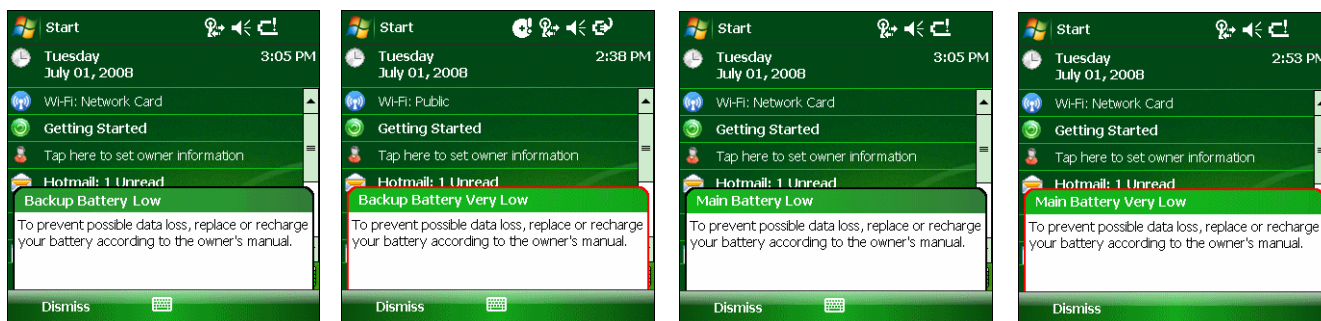 Start
Tuesday 3:05 PM
July 01, 2008
Wi-Fi: Network Card
Getting Started
Tap here to set owner information
Hotmail: 1 Unread
Backup Battery Low
To prevent possible data loss, replace or recharge
your battery according to the owner's manual.
Dismiss
Start
Tuesday 2:38 PM
July 01, 2008
Wi-Fi: Public
Getting Started
Tap here to set owner information
Hotmail: 1 Unread
Backup Battery Very Low
To prevent possible data loss, replace or recharge
your battery according to the owner's manual.
Dismiss
Start
Tuesday 3:05 PM
July 01, 2008
Wi-Fi: Network Card
Getting Started
Tap here to set owner information
Hotmail: 1 Unread
Main Battery Low
To prevent possible data loss, replace or recharge
your battery according to the owner's manual.
Dismiss
Start
Tuesday 2:53 PM
July 01, 2008
Wi-Fi: Network Card
Getting Started
Tap here to set owner information
Hotmail: 1 Unread
Main Battery Very Low
To prevent possible data loss, replace or recharge
your battery according to the owner's manual.
Dismiss